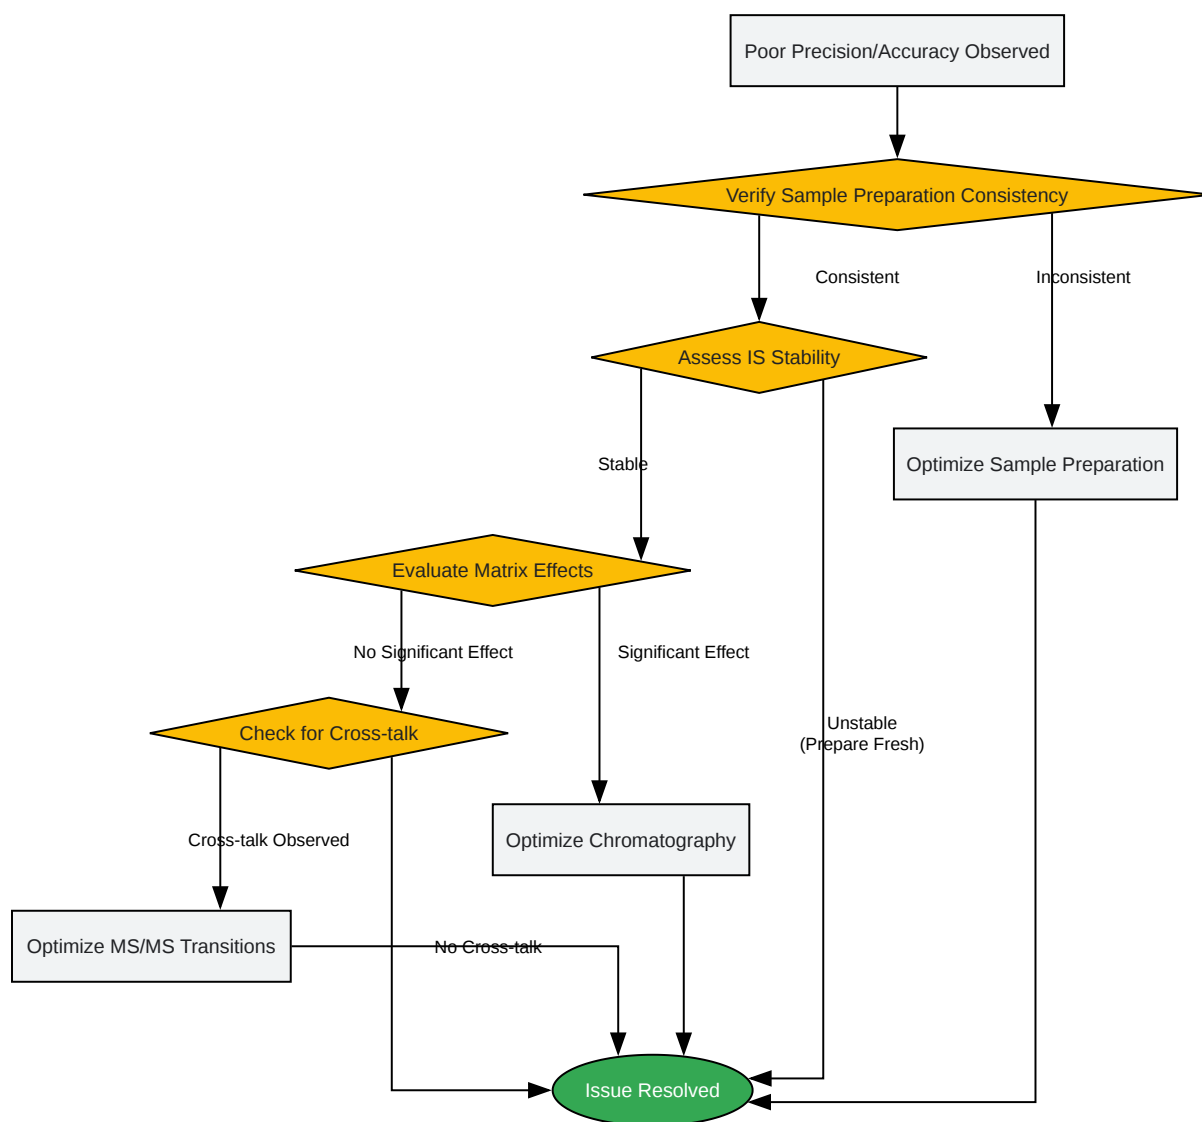 Poor Precision/Accuracy Observed
Verify Sample Preparation Consistency
Consistent
Inconsistent
Assess IS Stability
Stable
Optimize Sample Preparation
Evaluate Matrix Effects
No Significant Effect
Significant Effect
Unstable
(Prepare Fresh)
Check for Cross-talk
Cross-talk Observed
Optimize Chromatography
Optimize MS/MS Transitions
No Cross-talk
Issue Resolved